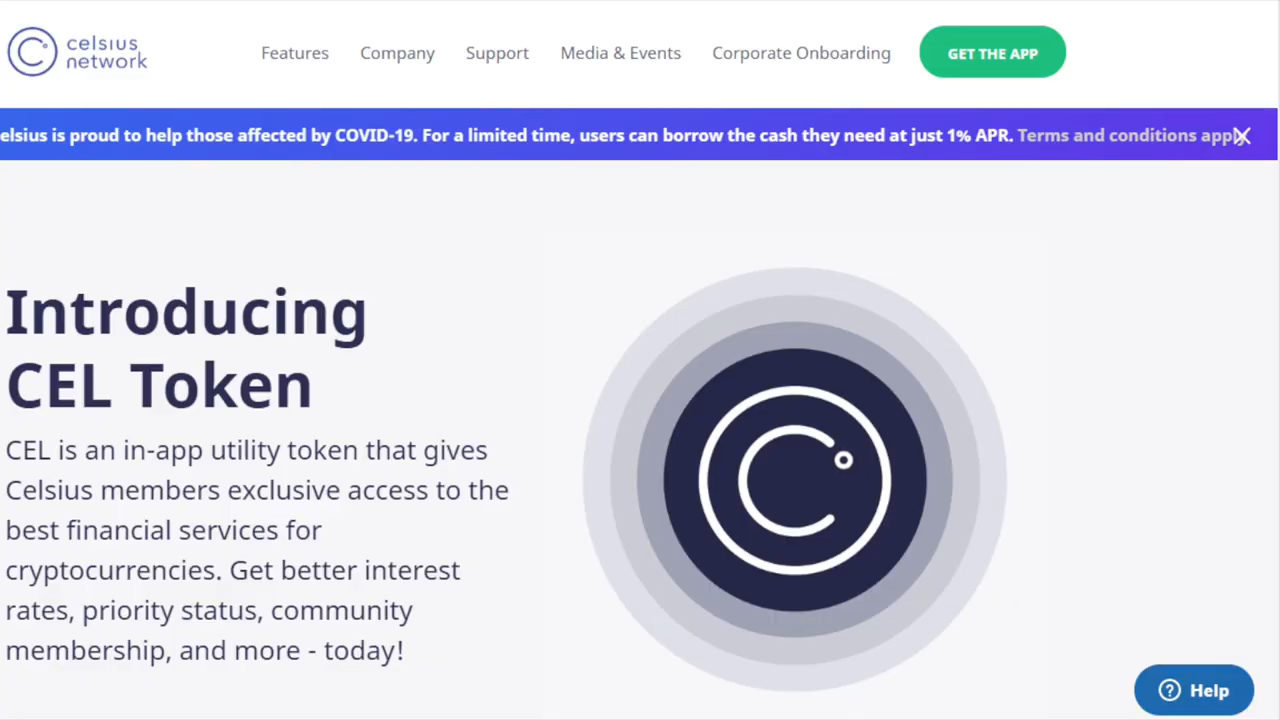 celsius
network
Features Company Support Media & Events Corporate Onboarding GET THE APP
elsius is proud to help those affected by COVID-19. For a limited time, users can borrow the cash they need at just 1% APR. Terms and conditions apply
Introducing
CEL Token
CEL is an in-app utility token that gives
Celsius members exclusive access to the
best financial services for
cryptocurrencies. Get better interest
rates, priority status, community
membership, and more - today!
Help